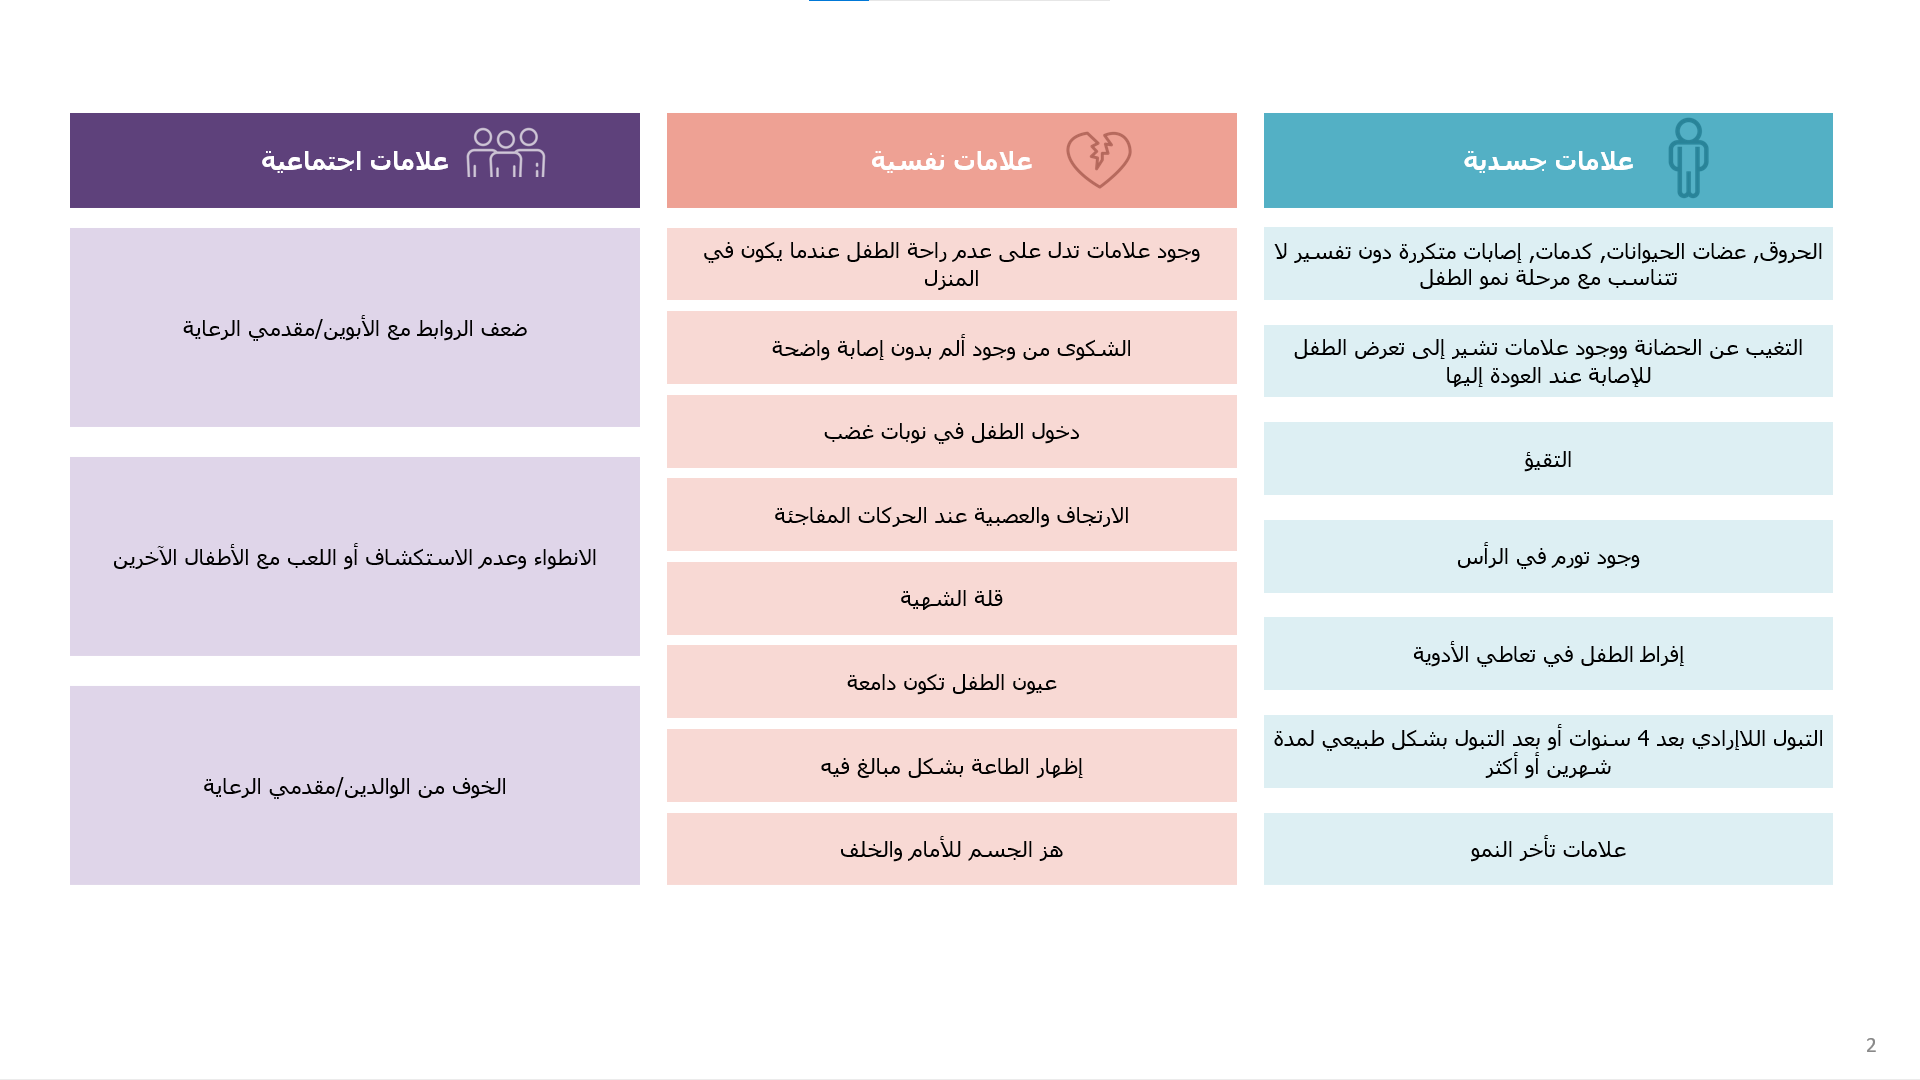 علامات جسدية
الحروق, عضات الحيوانات, كدمات, إصابات متكررة دون تفسير لا
تتناسب مع مرحلة نمو الطفل
التغيب عن الحضانة ووجود علامات تشير إلى تعرض الطفل
للإصابة عند العودة إليها
التقيؤ
وجود تورم في الرأس
إفراط الطفل في تعاطي الأدوية
التبول اللاإرادي بعد 4 سنوات أو بعد التبول بشكل طبيعي لمدة
شهرين أو أكثر
علامات تأخر النمو
علامات نفسية
وجود علامات تدل على عدم راحة الطفل عندما يكون في
المنزل
الشكوى من وجود ألم بدون إصابة واضحة
دخول الطفل في نوبات غضب
الارتجاف والعصبية عند الحركات المفاجئة
قلة الشهية
عيون الطفل تكون دامعة
إظهار الطاعة بشكل مبالغ فيه
هز الجسم للأمام والخلف
علامات اجتماعية
ضعف الروابط مع الأبوين/مقدمي الرعاية
الانطواء وعدم الاستكشاف أو اللعب مع الأطفال الآخرين
الخوف من الوالدين/مقدمي الرعاية
2